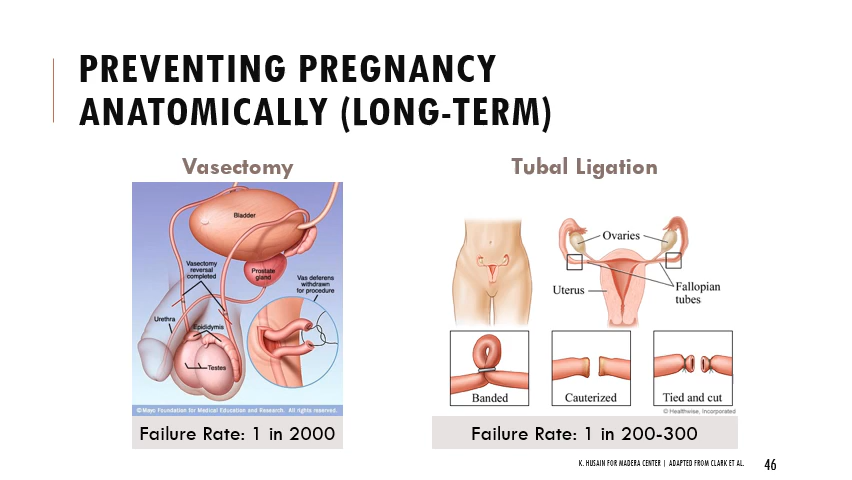 PREVENTING PREGNANCY
ANATOMICALLY (LONG-TERM)
Vasectomy
Bladder
Vasectomy
reversal
completed
Prostate
gland
Vas deferens
withdrawn
for procedure
Urethra
Epididymis
Testes
©Mayo Foundation for Medical Education and Research. All rights reserved.
Failure Rate: 1 in 2000
Tubal Ligation
Ovaries
Uterus
Fallopian
tubes
Banded
Cauterized
Tied and cut
© Healthwise, Incorporated
Failure Rate: 1 in 200-300
K. HUSAIN FOR MADERA CENTER | ADAPTED FROM CLARK ET AL.
46